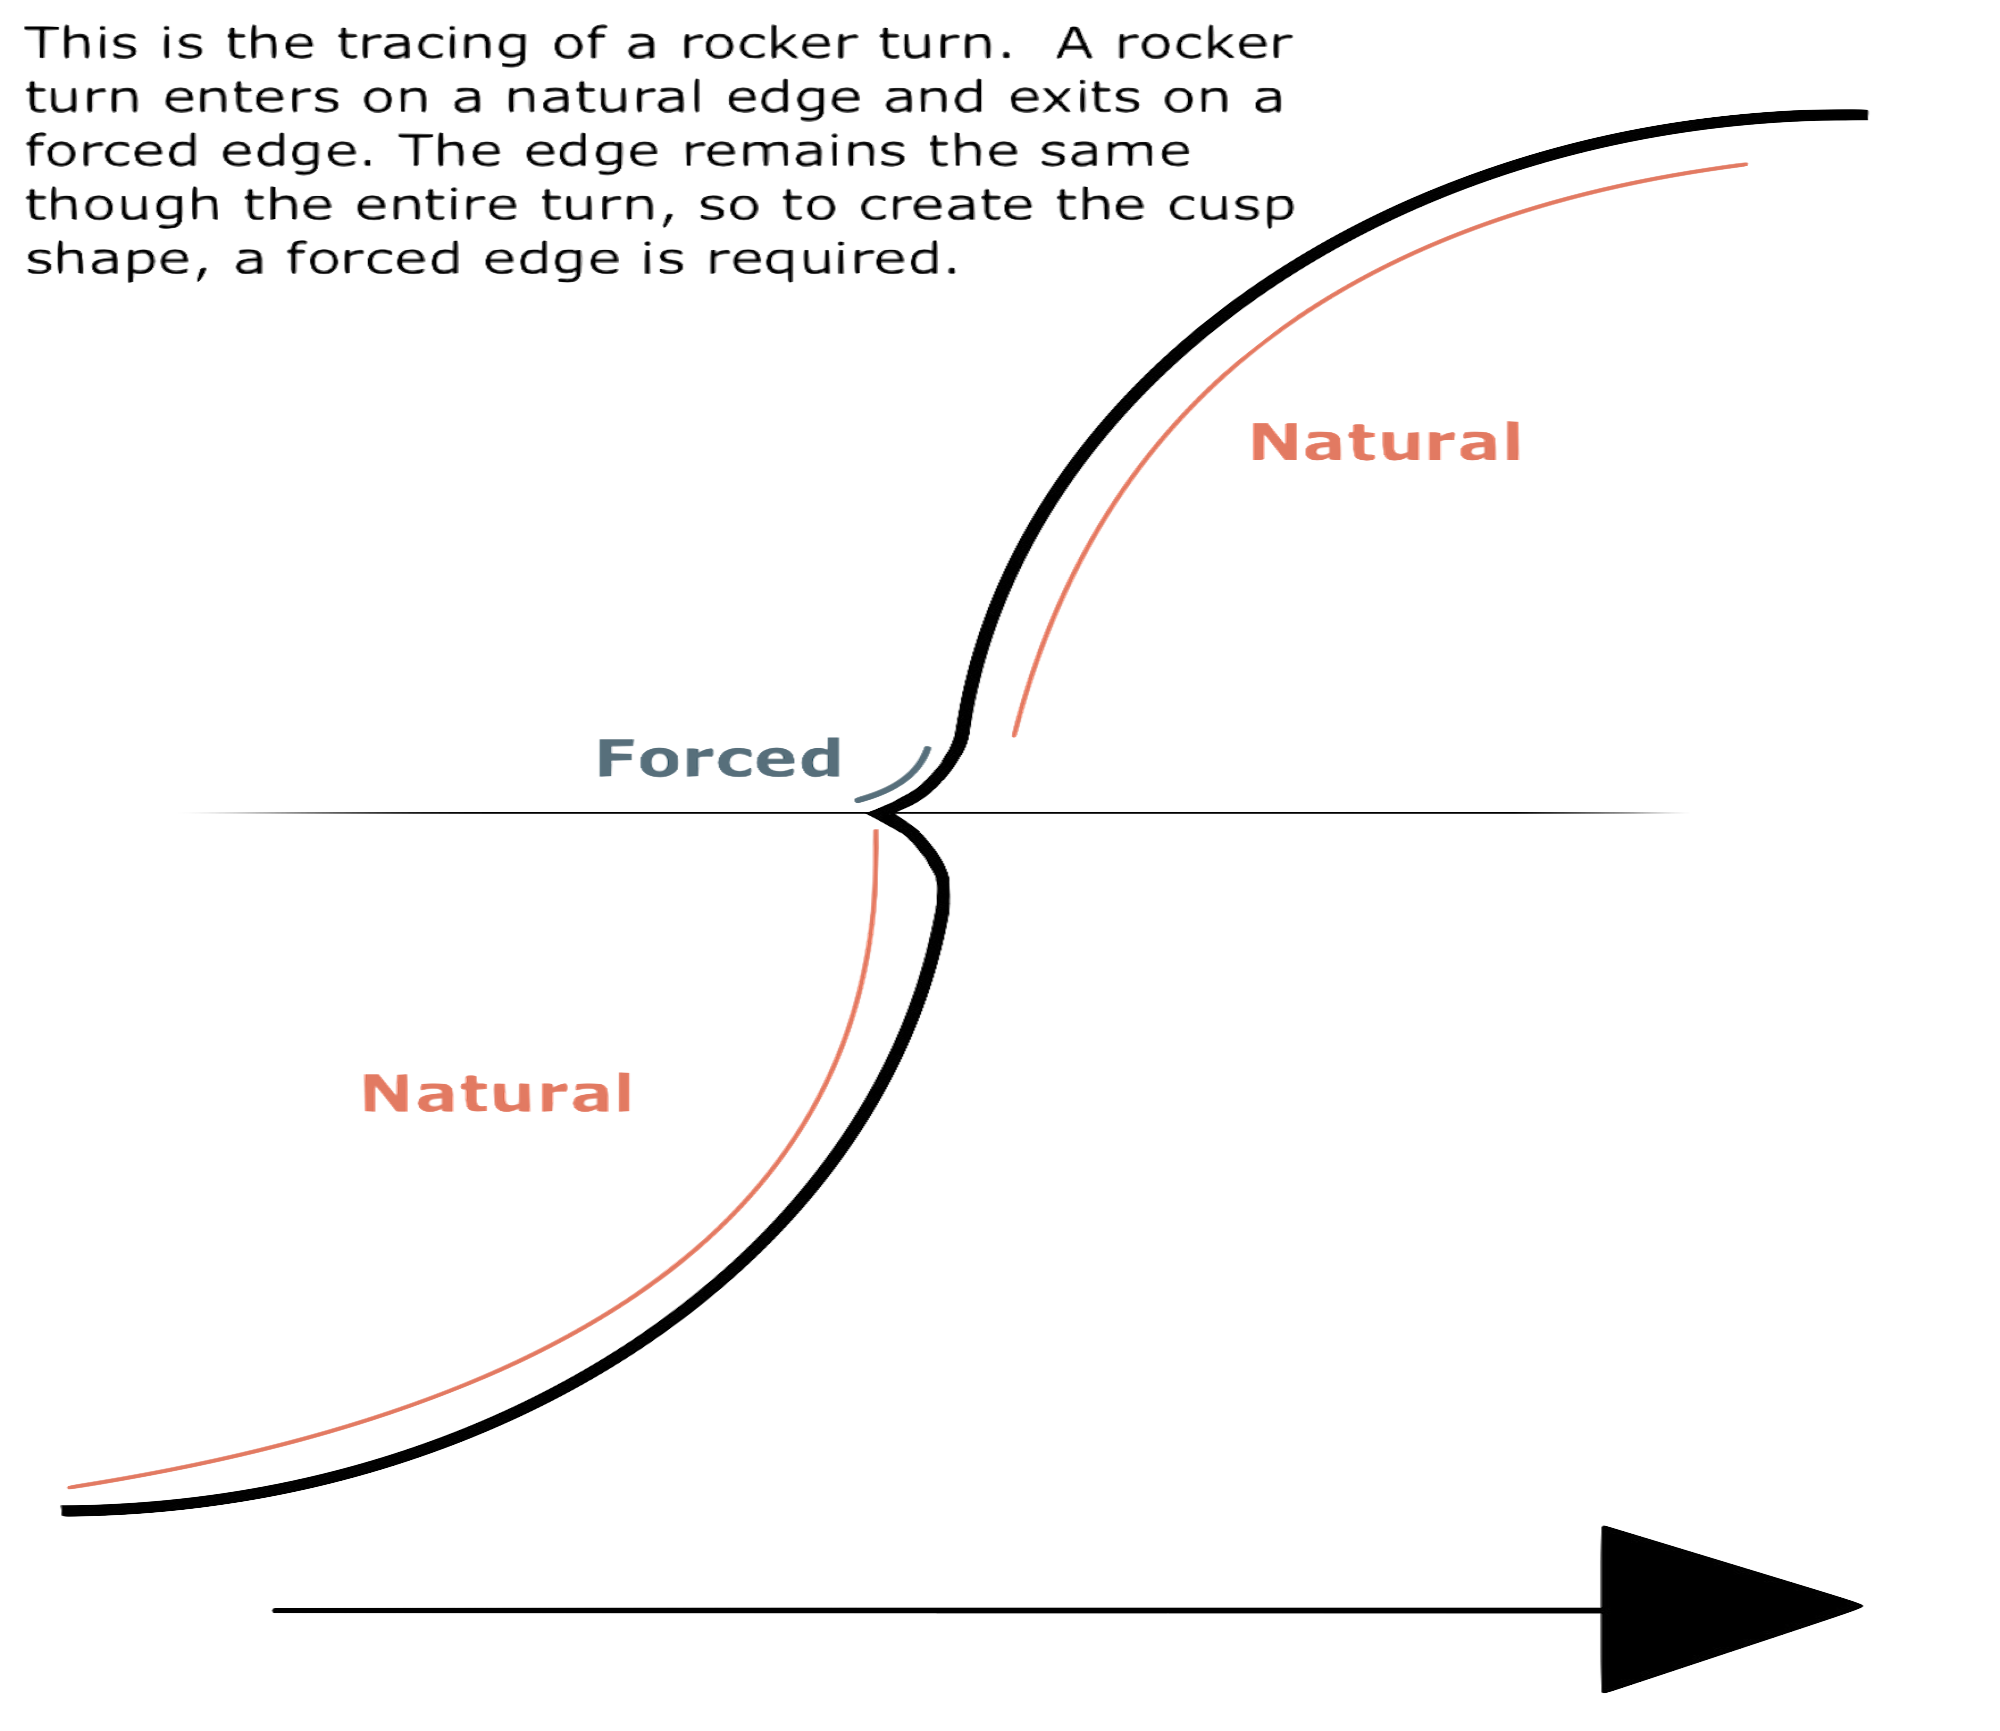 This is the tracing of a rocker turn.  A rocker
turn enters on a natural edge and exits on a
forced edge. The edge remains the same
though the entire turn, so to create the cusp
shape, a forced edge is required.
Natural
Forced
Natural